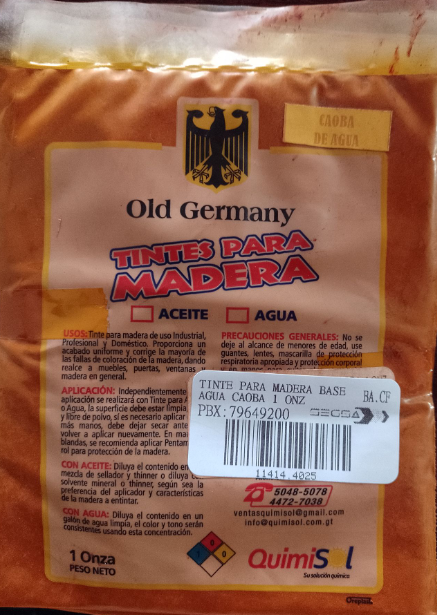 CAOBA
DE AGUA
Old Germany
TINTES PARA
MADERA
ACEITE
AGUA
USOS: Tinte para madera de uso Industrial,
Profesional y Doméstico. Proporciona un
acabado uniforme y corrige la mayoría de
las fallas de coloración de la madera, dando
realce a muebles, puertas, ventanas
madera en general.
PRECAUCIONES GENERALES: No se
deje al alcance de menores de edad, use
guantes, lentes, mascarilla de protección
respiratoria apropiada y protección corporal
APLICACIÓN: Independientemente
aplicación se realizará con Tinte para
o Agua, la superficie debe estar limpia
y libre de polvo, si es necesario aplicar
más manos, debe dejar secar ante
volver a aplicar nuevamente. En ma
blandas, se recomienda aplicar Pentan
rol para protección de la madera.
CON ACEITE: Diluya el contenido en
mezcla de sellador y thinner o diluya
solvente mineral o thinner, según sea la
preferencia del aplicador y características
de la madera a entintar.
CON AGUA: Diluya el contenido en un
galón de agua limpia, el color y tono serán
consistentes usando esta concentración.
TINTE PARA MADERA BASE
AGUA CAOBA 1 ONZ
BA.CF
PBX:79649200
SECSA
11414.4025
5048-5078
4472-7038
ventasquimisol@gmail.com
info@quimisol.com.gt
1 Onza
PESO NETO
QuimiSol
Su solución química